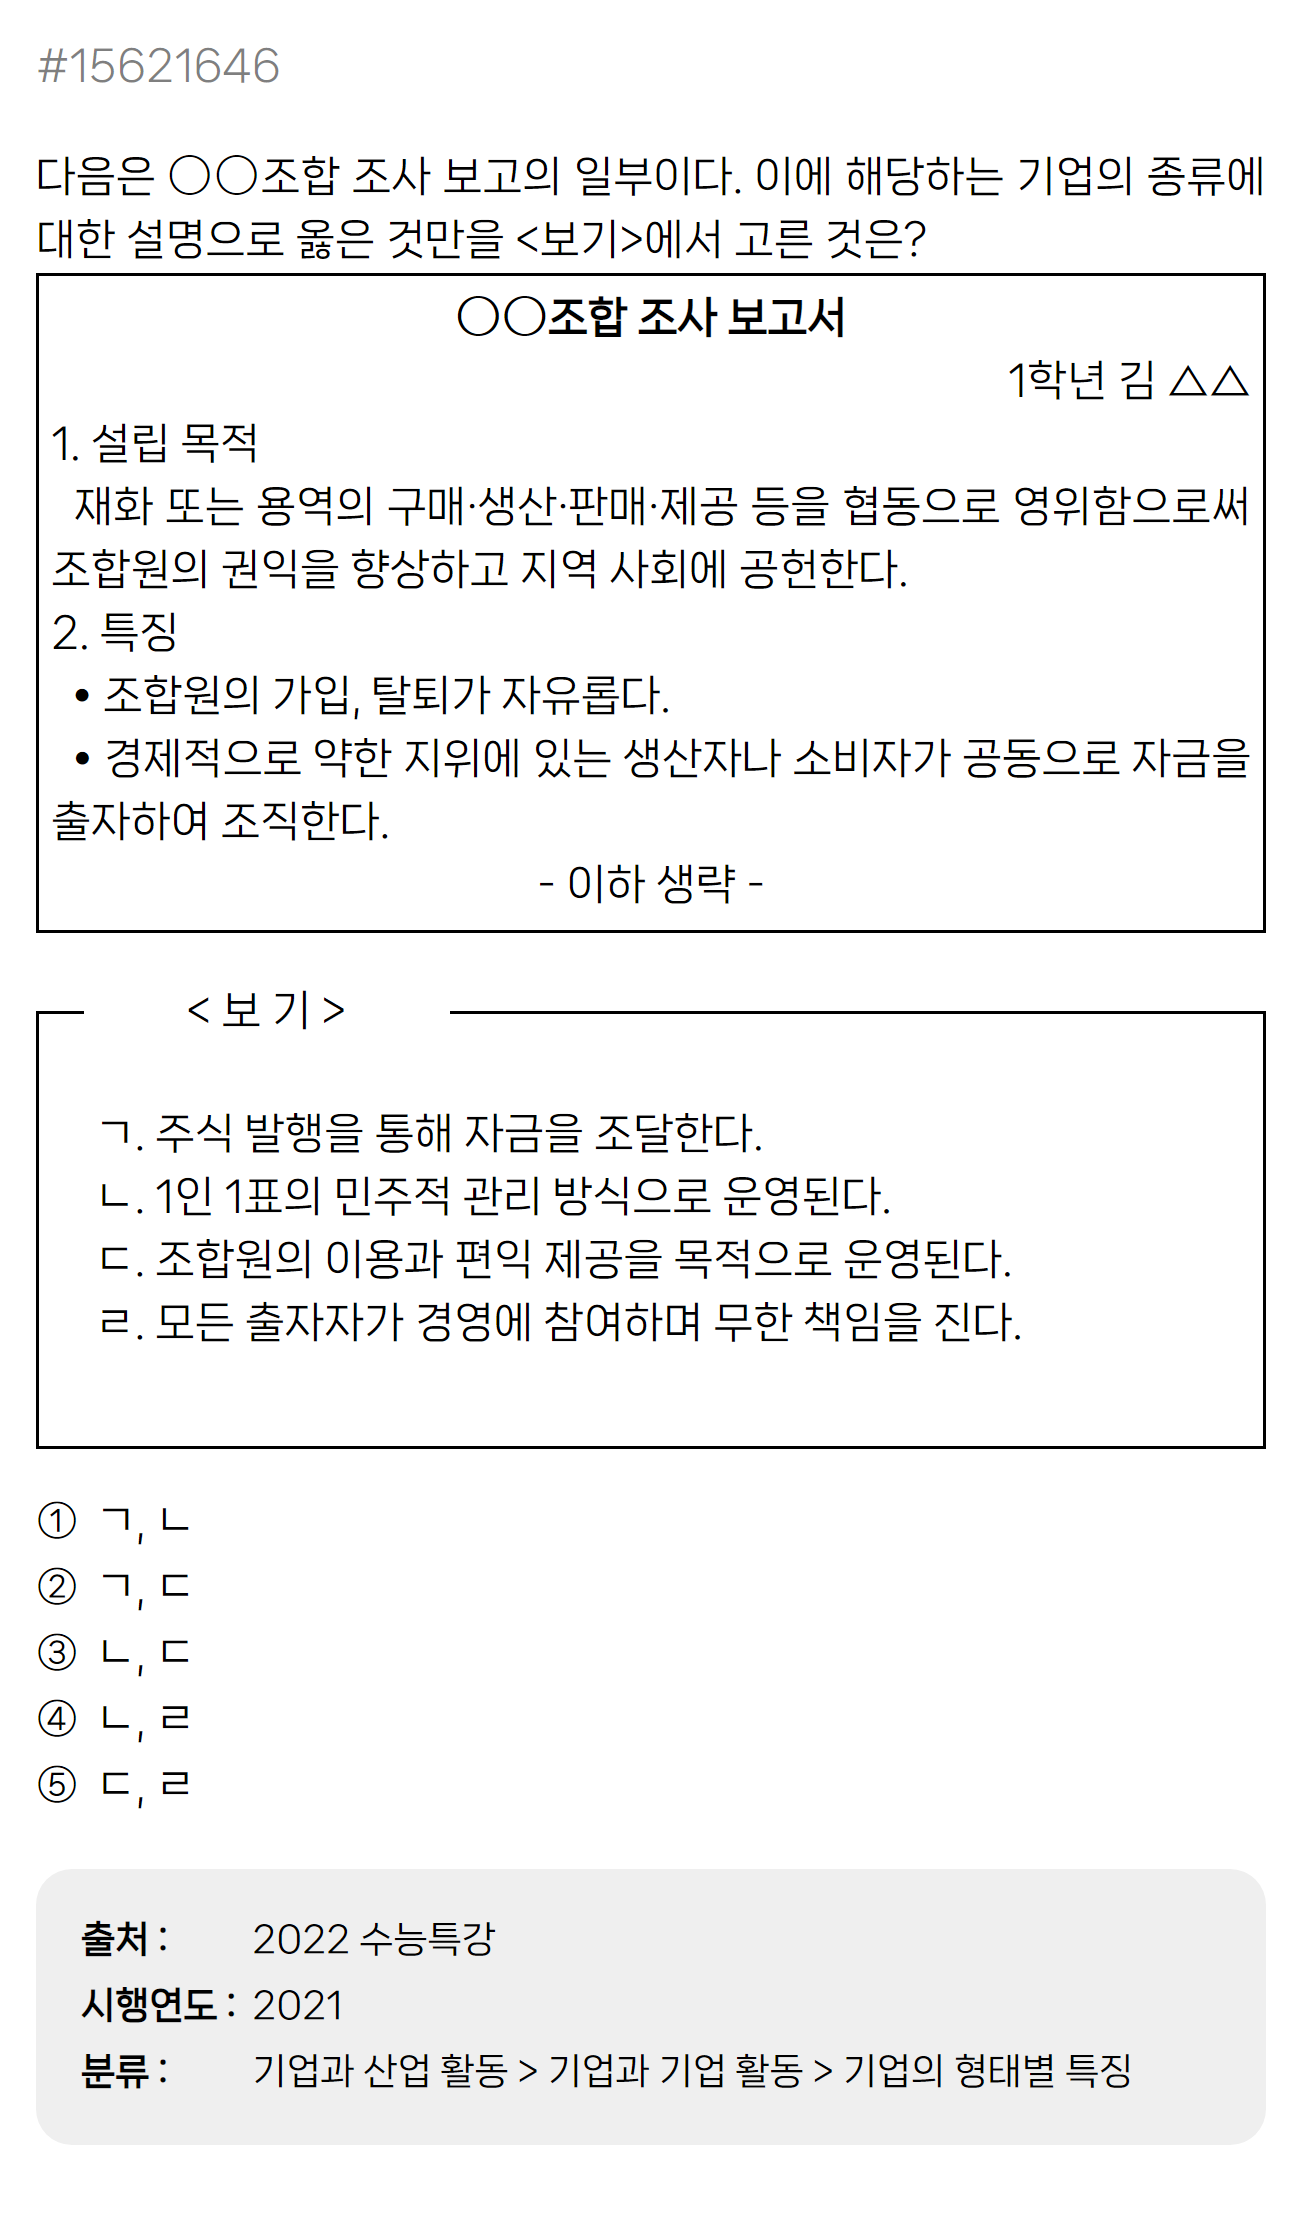 #15621646
다음은 ○○조합 조사 보고의 일부이다. 이에 해당하는 기업의 종류에
대한 설명으로 옳은 것만을 <보기>에서 고른 것은?
○○조합 조사 보고서
1학년 김 △△
1. 설립 목적
재화 또는 용역의 구매·생산·판매·제공 등을 협동으로 영위함으로써
조합원의 권익을 향상하고 지역 사회에 공헌한다.
2. 특징
• 조합원의 가입, 탈퇴가 자유롭다.
• 경제적으로 약한 지위에 있는 생산자나 소비자가 공동으로 자금을
출자하여 조직한다.
- 이하 생략 -
< 보 기 >
ㄱ. 주식 발행을 통해 자금을 조달한다.
ㄴ. 1인 1표의 민주적 관리 방식으로 운영된다.
ㄷ. 조합원의 이용과 편익 제공을 목적으로 운영된다.
ㄹ. 모든 출자자가 경영에 참여하며 무한 책임을 진다.
① ㄱ, ㄴ
② ㄱ, ㄷ
③ ㄴ, ㄷ
④ ㄴ, ㄹ
⑤ ㄷ, ㄹ
출처 : 2022 수능특강
시행연도 : 2021
분류 : 기업과 산업 활동 > 기업과 기업 활동 > 기업의 형태별 특징